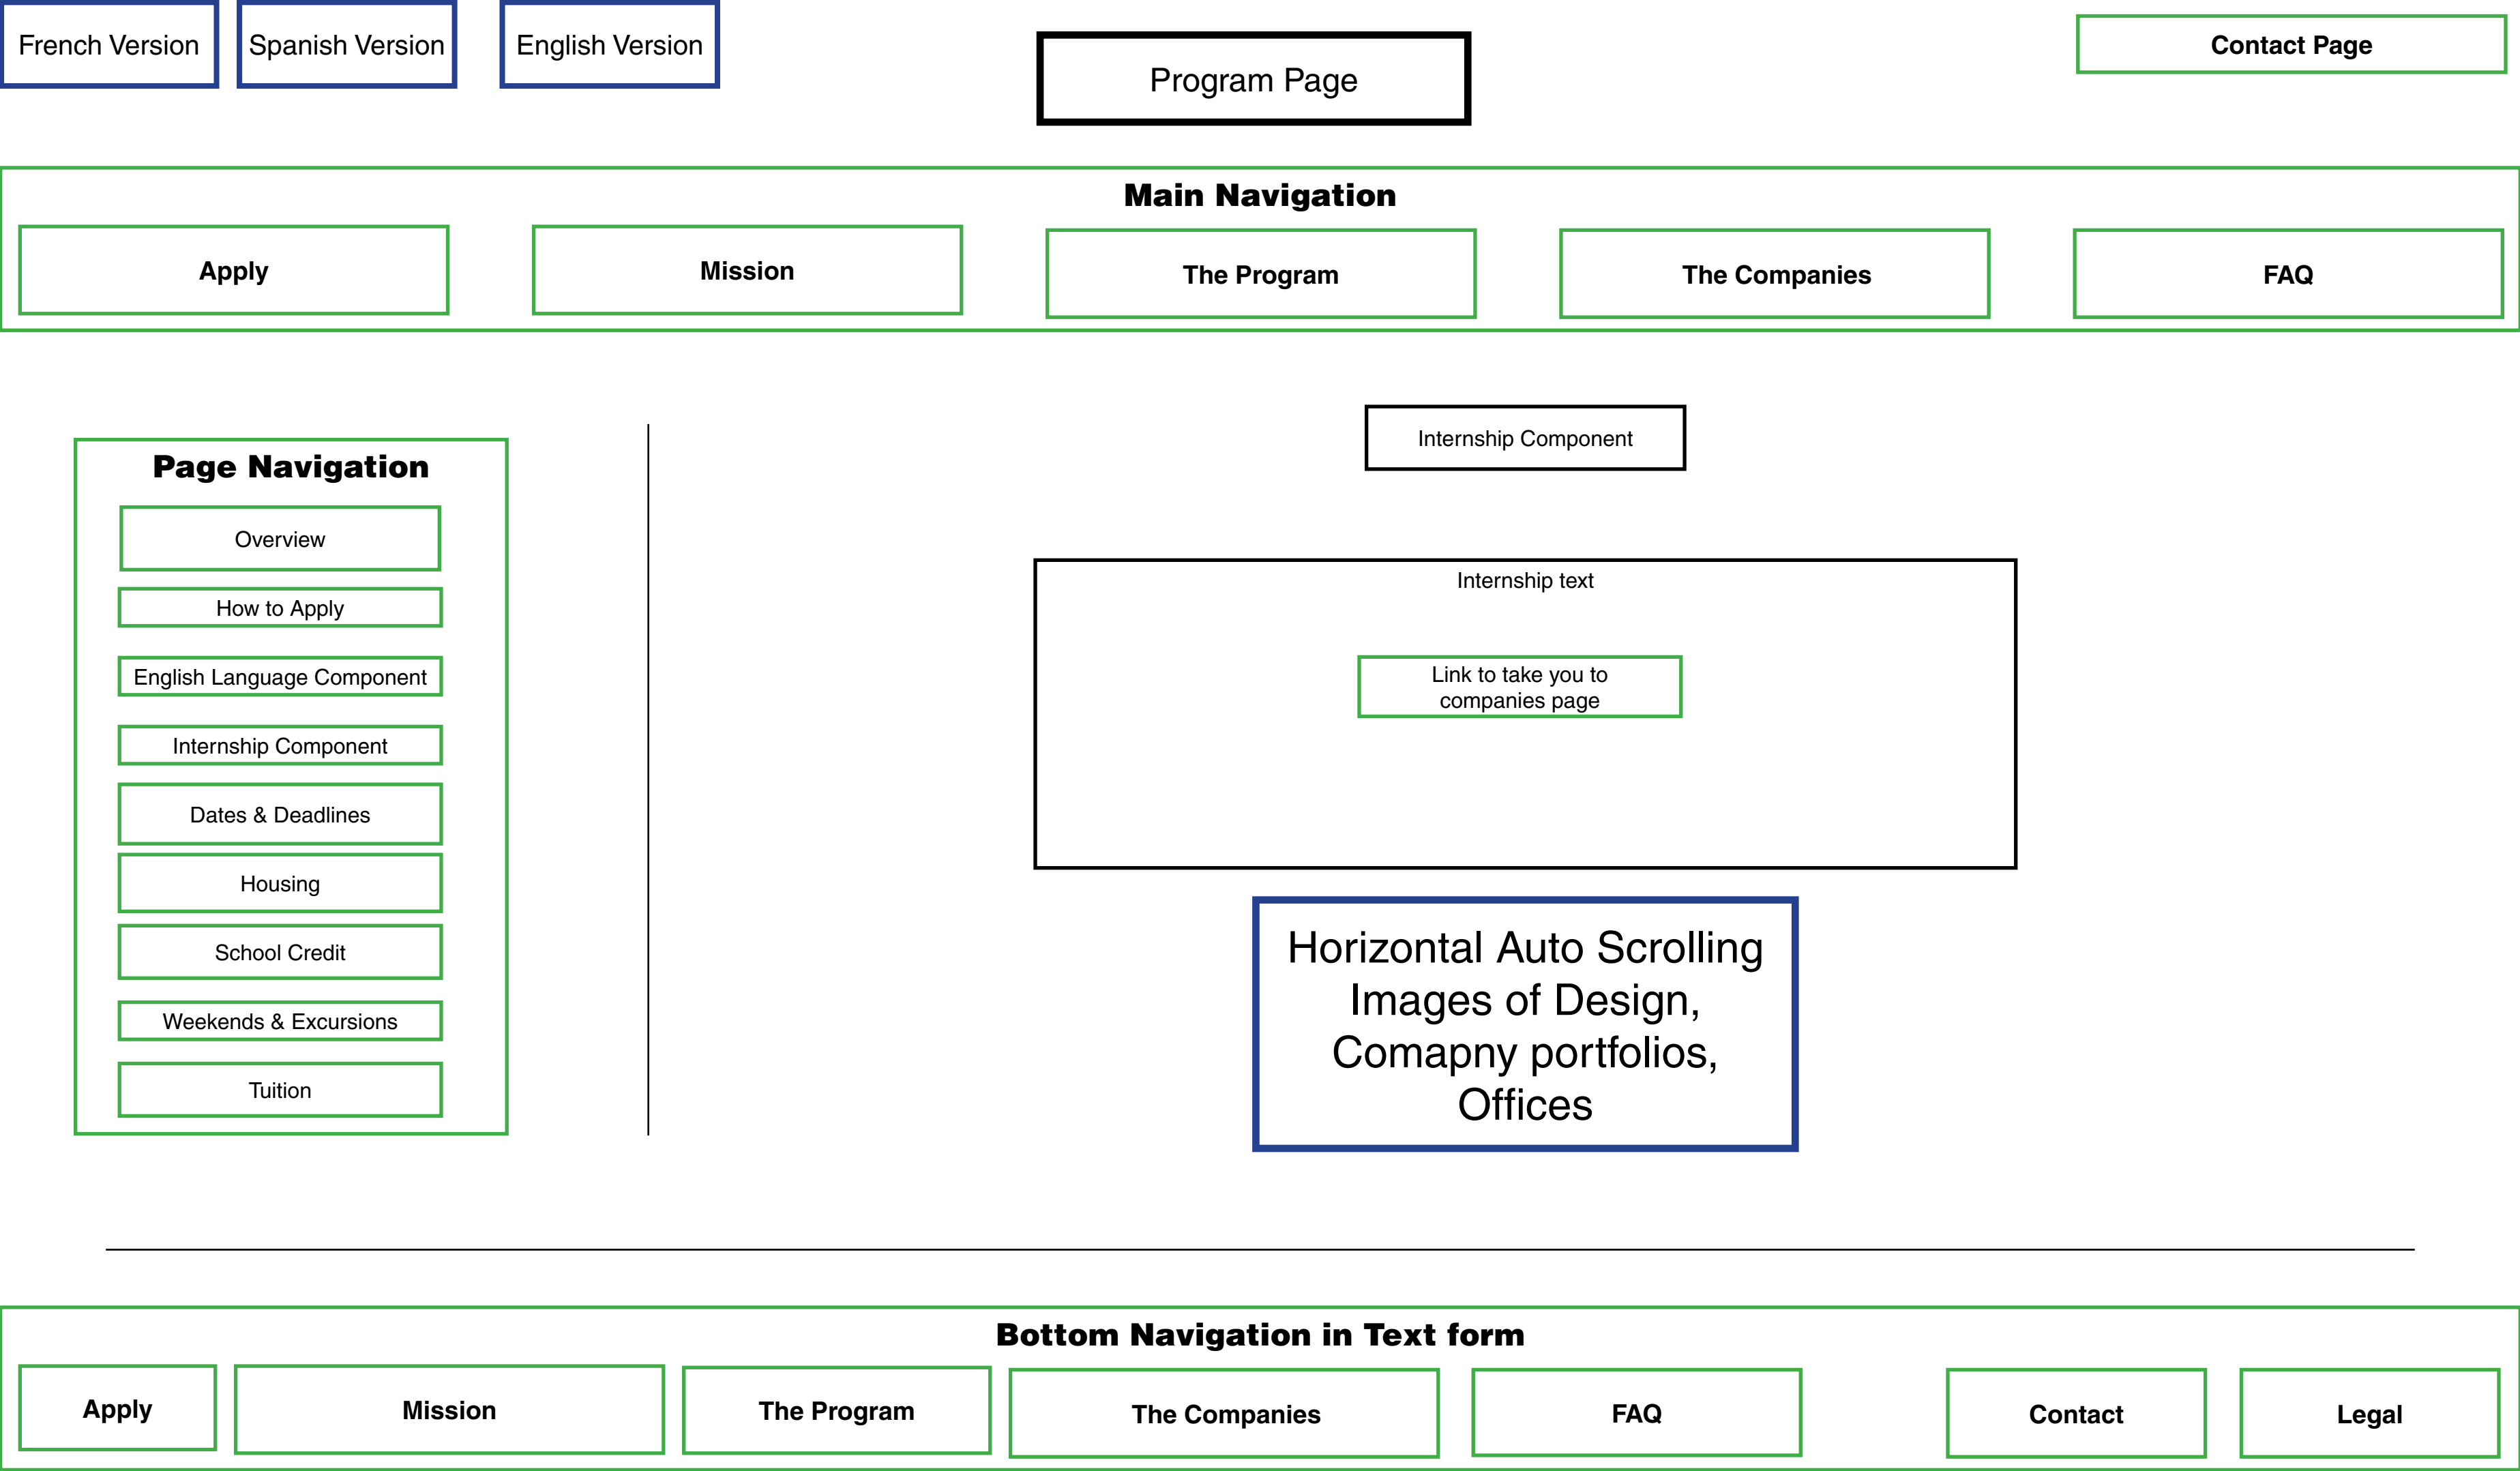 French Version
Spanish Version
English Version
Program Page
Contact Page
Main Navigation
Apply
Mission
The Program
The Companies
FAQ
Page Navigation
Overview
How to Apply
English Language Component
Internship Component
Dates & Deadlines
Housing
School Credit
Weekends & Excursions
Tuition
Internship Component
Internship text
Link to take you to
companies page
Horizontal Auto Scrolling
Images of Design,
Comapny portfolios,
Offices
Bottom Navigation in Text form
Apply
Mission
The Program
The Companies
FAQ
Contact
Legal